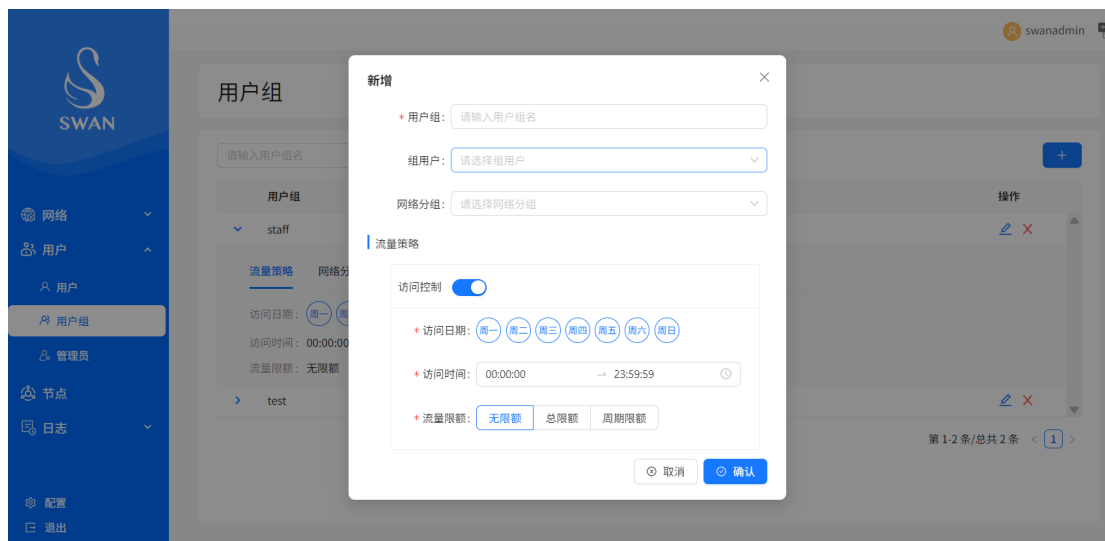 swanadmin
SWAN
网络
用户
用户
用户组
管理员
节点
日志
配置
退出
用户组
请输入用户组名
+
用户组
操作
staff
流量策略 网络分
访问日期: 周一
访问时间: 00:00:00
流量限额: 无限额
test
第 1-2 条/总共 2 条 < 1 >
新增
* 用户组: 请输入用户组名
组用户: 请选择组用户
网络分组: 请选择网络分组
流量策略
访问控制
* 访问日期: 周一 周二 周三 周四 周五 周六 周日
* 访问时间: 00:00:00 → 23:59:59
* 流量限额: 无限额 总限额 周期限额
取消 确认